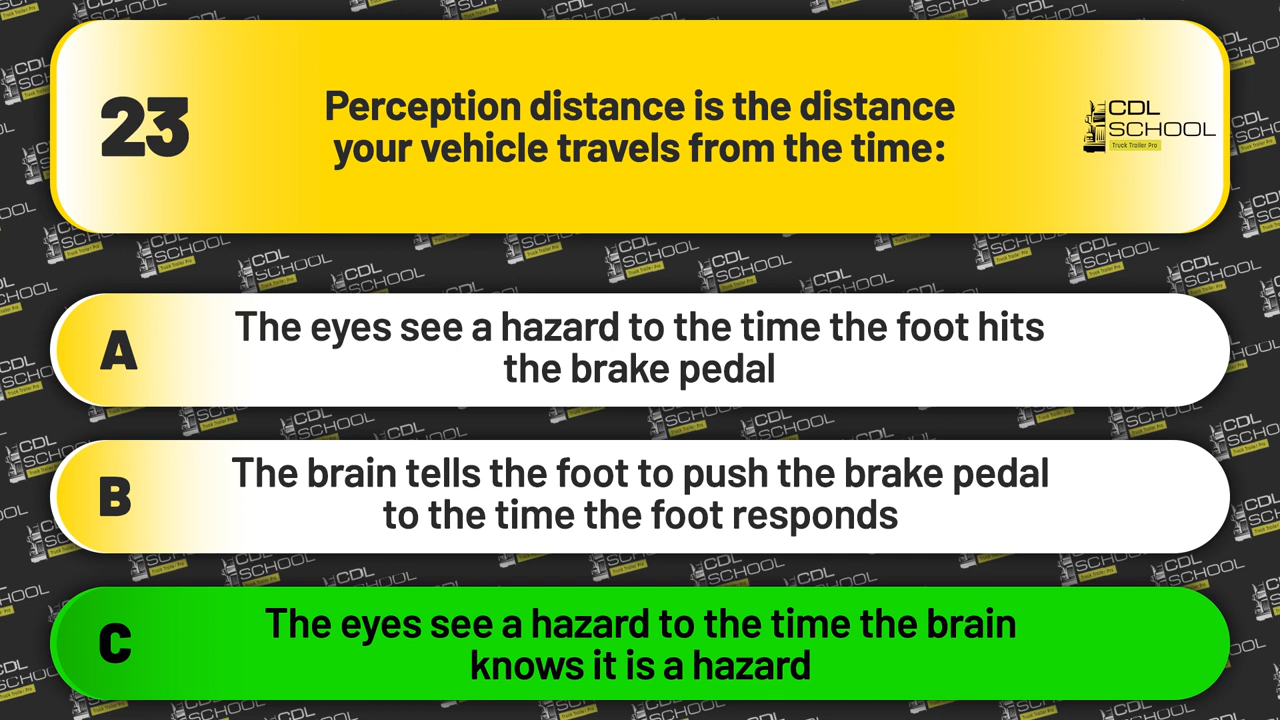 23
Perception distance is the distance
your vehicle travels from the time:
CDL
SCHOOL
Truck Trailer Pro
A
The eyes see a hazard to the time the foot hits
the brake pedal
B
The brain tells the foot to push the brake pedal
to the time the foot responds
C
The eyes see a hazard to the time the brain
knows it is a hazard